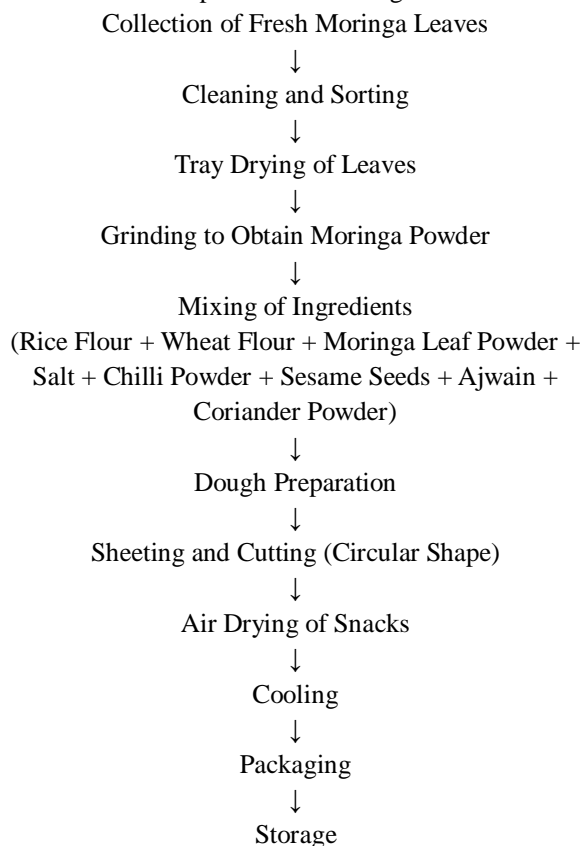 Collection of Fresh Moringa Leaves
↓
Cleaning and Sorting
↓
Tray Drying of Leaves
↓
Grinding to Obtain Moringa Powder
↓
Mixing of Ingredients
(Rice Flour + Wheat Flour + Moringa Leaf Powder +
Salt + Chilli Powder + Sesame Seeds + Ajwain +
Coriander Powder)
↓
Dough Preparation
↓
Sheeting and Cutting (Circular Shape)
↓
Air Drying of Snacks
↓
Cooling
↓
Packaging
↓
Storage